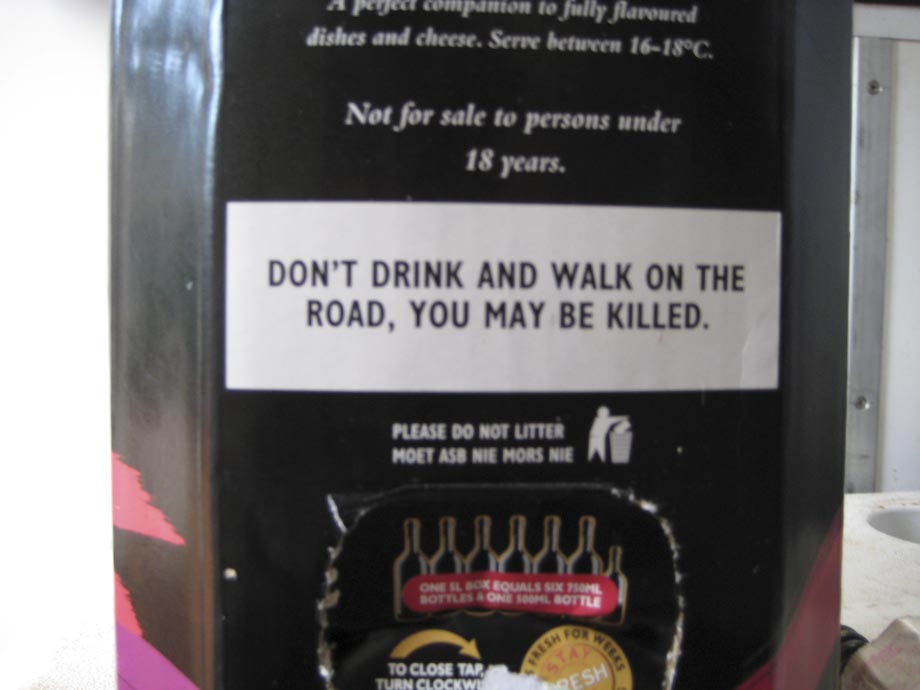 A perfect companion to fully flavoured
dishes and cheese. Serve between 16-18°C.
Not for sale to persons under
18 years.
DON'T DRINK AND WALK ON THE
ROAD, YOU MAY BE KILLED.
PLEASE DO NOT LITTER
MOET ASB NIE MORS NIE
ONE 5L BOX EQUALS SIX 750ML
BOTTLES & ONE 500ML BOTTLE
TO CLOSE TAP,
TURN CLOCKWI
FRESH FOR WEEKS
STAY
FRESH